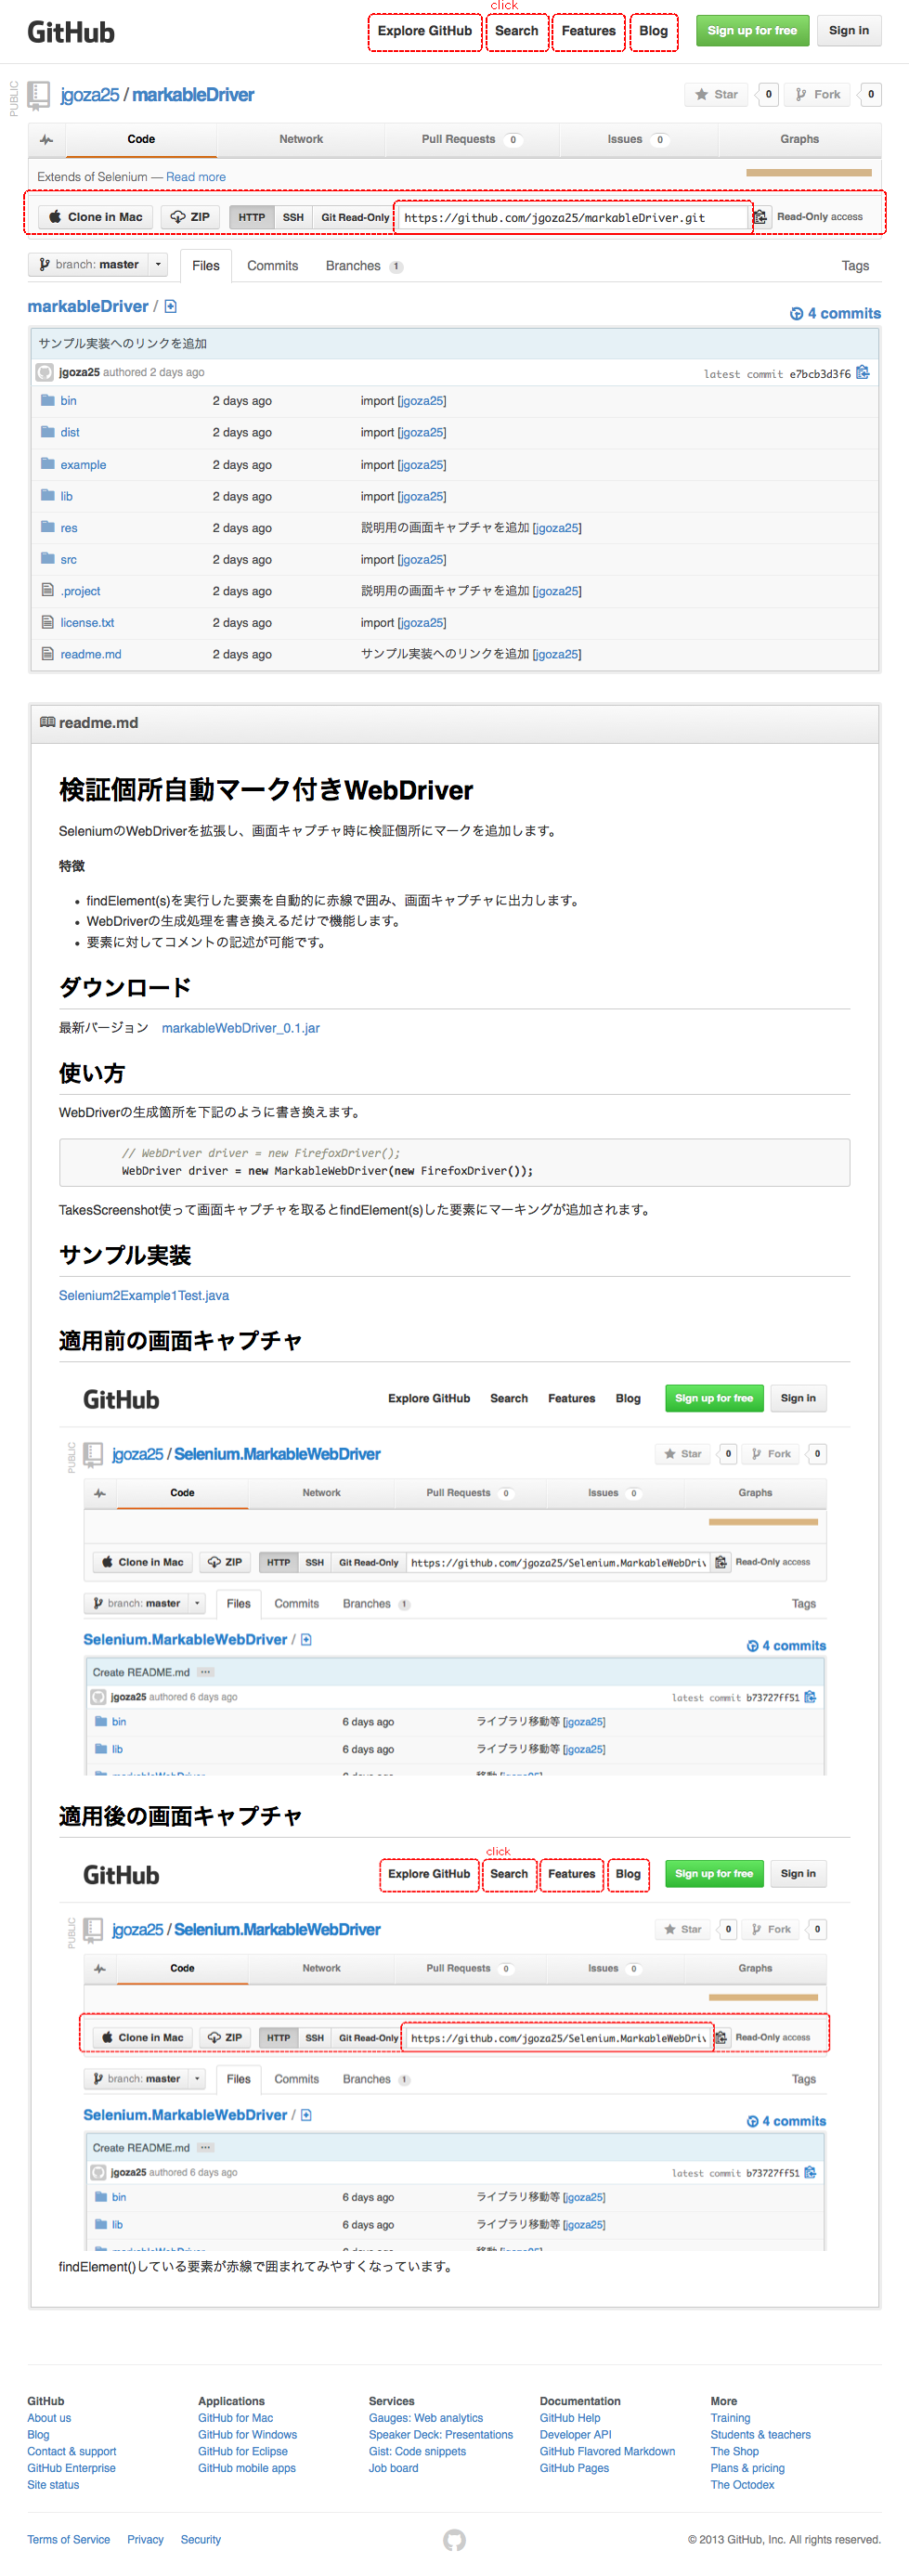 click
GitHub Explore GitHub Search Features Blog Sign up for free Sign in
PUBLIC jgoza25 / markableDriver Star 0 Fork 0
Code Network Pull Requests 0 Issues 0 Graphs
Extends of Selenium — Read more
Clone in Mac ZIP HTTP SSH Git Read-Only https://github.com/jgoza25/markableDriver.git Read-Only access
branch: master Files Commits Branches 1 Tags
markableDriver / 4 commits
サンプル実装へのリンクを追加
jgoza25 authored 2 days ago latest commit e7bcb3d3f6
bin 2 days ago import [jgoza25]
dist 2 days ago import [jgoza25]
example 2 days ago import [jgoza25]
lib 2 days ago import [jgoza25]
res 2 days ago 説明用の画面キャプチャを追加 [jgoza25]
src 2 days ago import [jgoza25]
.project 2 days ago 説明用の画面キャプチャを追加 [jgoza25]
license.txt 2 days ago import [jgoza25]
readme.md 2 days ago サンプル実装へのリンクを追加 [jgoza25]
readme.md
検証個所自動マーク付きWebDriver
SeleniumのWebDriverを拡張し、画面キャプチャ時に検証個所にマークを追加します。
特徴
• findElement(s)を実行した要素を自動的に赤線で囲み、画面キャプチャに出力します。
• WebDriverの生成処理を書き換えるだけで機能します。
• 要素に対してコメントの記述が可能です。
ダウンロード
最新バージョン markableWebDriver_0.1.jar
使い方
WebDriverの生成箇所を下記のように書き換えます。
// WebDriver driver = new FirefoxDriver();
WebDriver driver = new MarkableWebDriver(new FirefoxDriver());
TakesScreenshot使って画面キャプチャを取るとfindElement(s)した要素にマーキングが追加されます。
サンプル実装
Selenium2Example1Test.java
適用前の画面キャプチャ
GitHub Explore GitHub Search Features Blog Sign up for free Sign in
PUBLIC jgoza25 / Selenium.MarkableWebDriver Star 0 Fork 0
Code Network Pull Requests 0 Issues 0 Graphs
Clone in Mac ZIP HTTP SSH Git Read-Only https://github.com/jgoza25/Selenium.MarkableWebDriv Read-Only access
branch: master Files Commits Branches 1 Tags
Selenium.MarkableWebDriver / 4 commits
Create README.md ...
jgoza25 authored 6 days ago latest commit b73727ff51
bin 6 days ago ライブラリ移動等 [jgoza25]
lib 6 days ago ライブラリ移動等 [jgoza25]
markableWebDriver 6 days ago 移動 [jgoza25]
適用後の画面キャプチャ
click
GitHub Explore GitHub Search Features Blog Sign up for free Sign in
PUBLIC jgoza25 / Selenium.MarkableWebDriver Star 0 Fork 0
Code Network Pull Requests 0 Issues 0 Graphs
Clone in Mac ZIP HTTP SSH Git Read-Only https://github.com/jgoza25/Selenium.MarkableWebDriv Read-Only access
branch: master Files Commits Branches 1 Tags
Selenium.MarkableWebDriver / 4 commits
Create README.md ...
jgoza25 authored 6 days ago latest commit b73727ff51
bin 6 days ago ライブラリ移動等 [jgoza25]
lib 6 days ago ライブラリ移動等 [jgoza25]
findElement()している要素が赤線で囲まれてみやすくなっています。
GitHub Applications Services Documentation More
About us GitHub for Mac Gauges: Web analytics GitHub Help Training
Blog GitHub for Windows Speaker Deck: Presentations Developer API Students & teachers
Contact & support GitHub for Eclipse Gist: Code snippets GitHub Flavored Markdown The Shop
GitHub Enterprise GitHub mobile apps Job board GitHub Pages Plans & pricing
Site status The Octodex
Terms of Service Privacy Security © 2013 GitHub, Inc. All rights reserved.